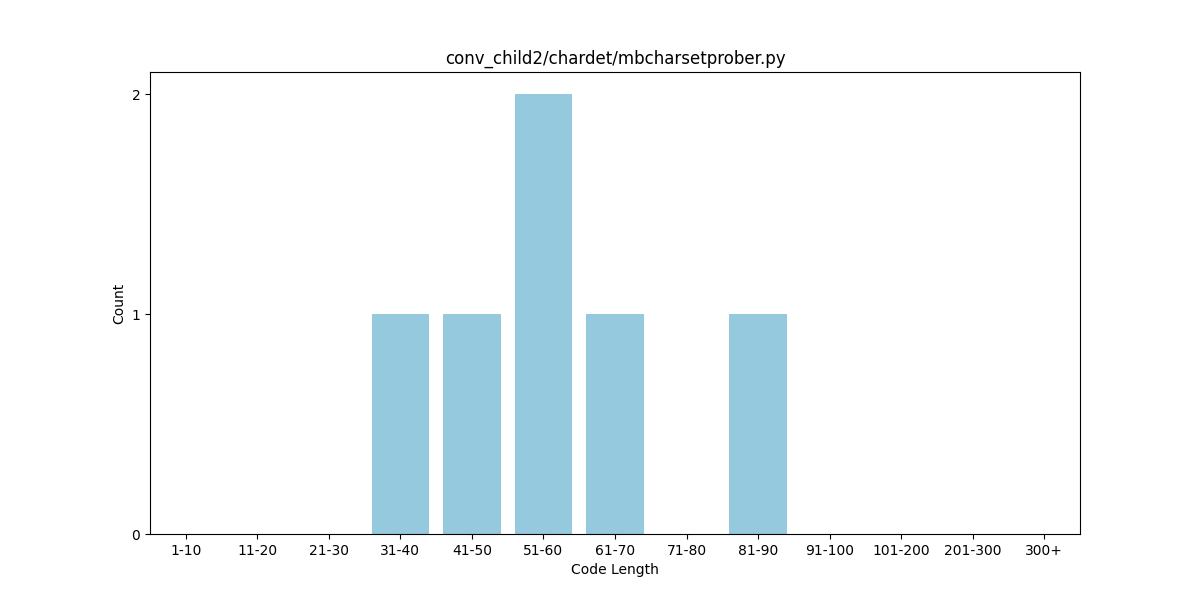 conv_child2/chardet/mbcharsetprober.py
Count
2
1
0
1-10 11-20 21-30 31-40 41-50 51-60 61-70 71-80 81-90 91-100 101-200 201-300 300+
Code Length